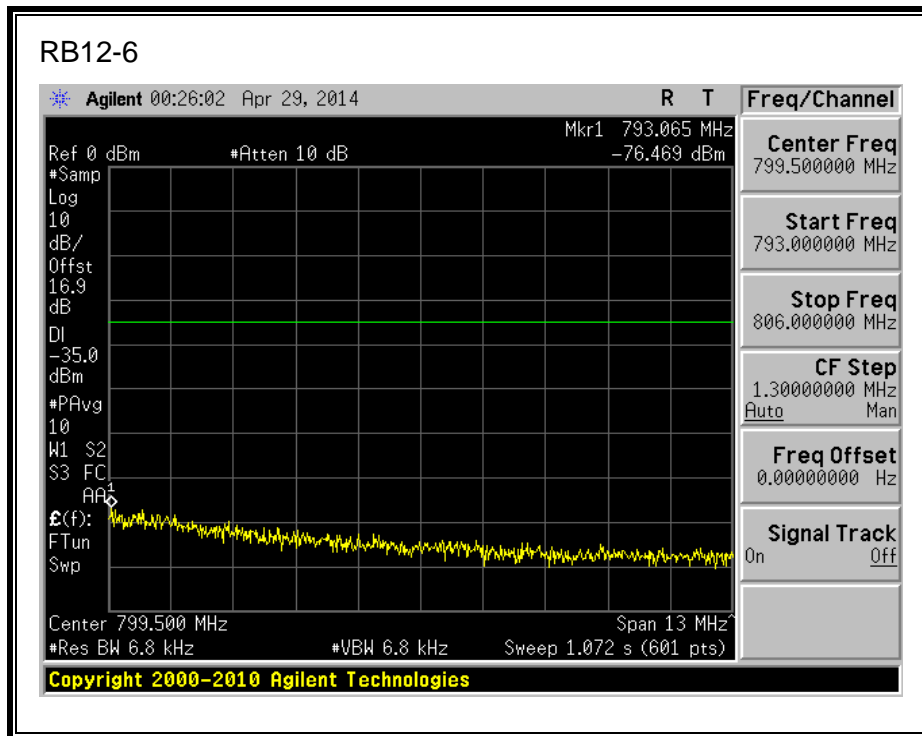 RB12-6
Agilent 00:26:02 Apr 29, 2014 R T
Mkr1 793.065 MHz
Ref 0 dBm #Atten 10 dB -76.469 dBm
#Samp
Log
10
dB/
Offst
16.9
dB
DI
-35.0
dBm
#PAvg
10
W1 S2
S3 FC
AA
1
£(f):
FTun
Swp
Center 799.500 MHz Span 13 MHz^
#Res BW 6.8 kHz #VBW 6.8 kHz Sweep 1.072 s (601 pts)
Copyright 2000-2010 Agilent Technologies
Freq/Channel
Center Freq
799.500000 MHz
Start Freq
793.000000 MHz
Stop Freq
806.000000 MHz
CF Step
1.30000000 MHz
Auto Man
Freq Offset
0.00000000 Hz
Signal Track
On Off